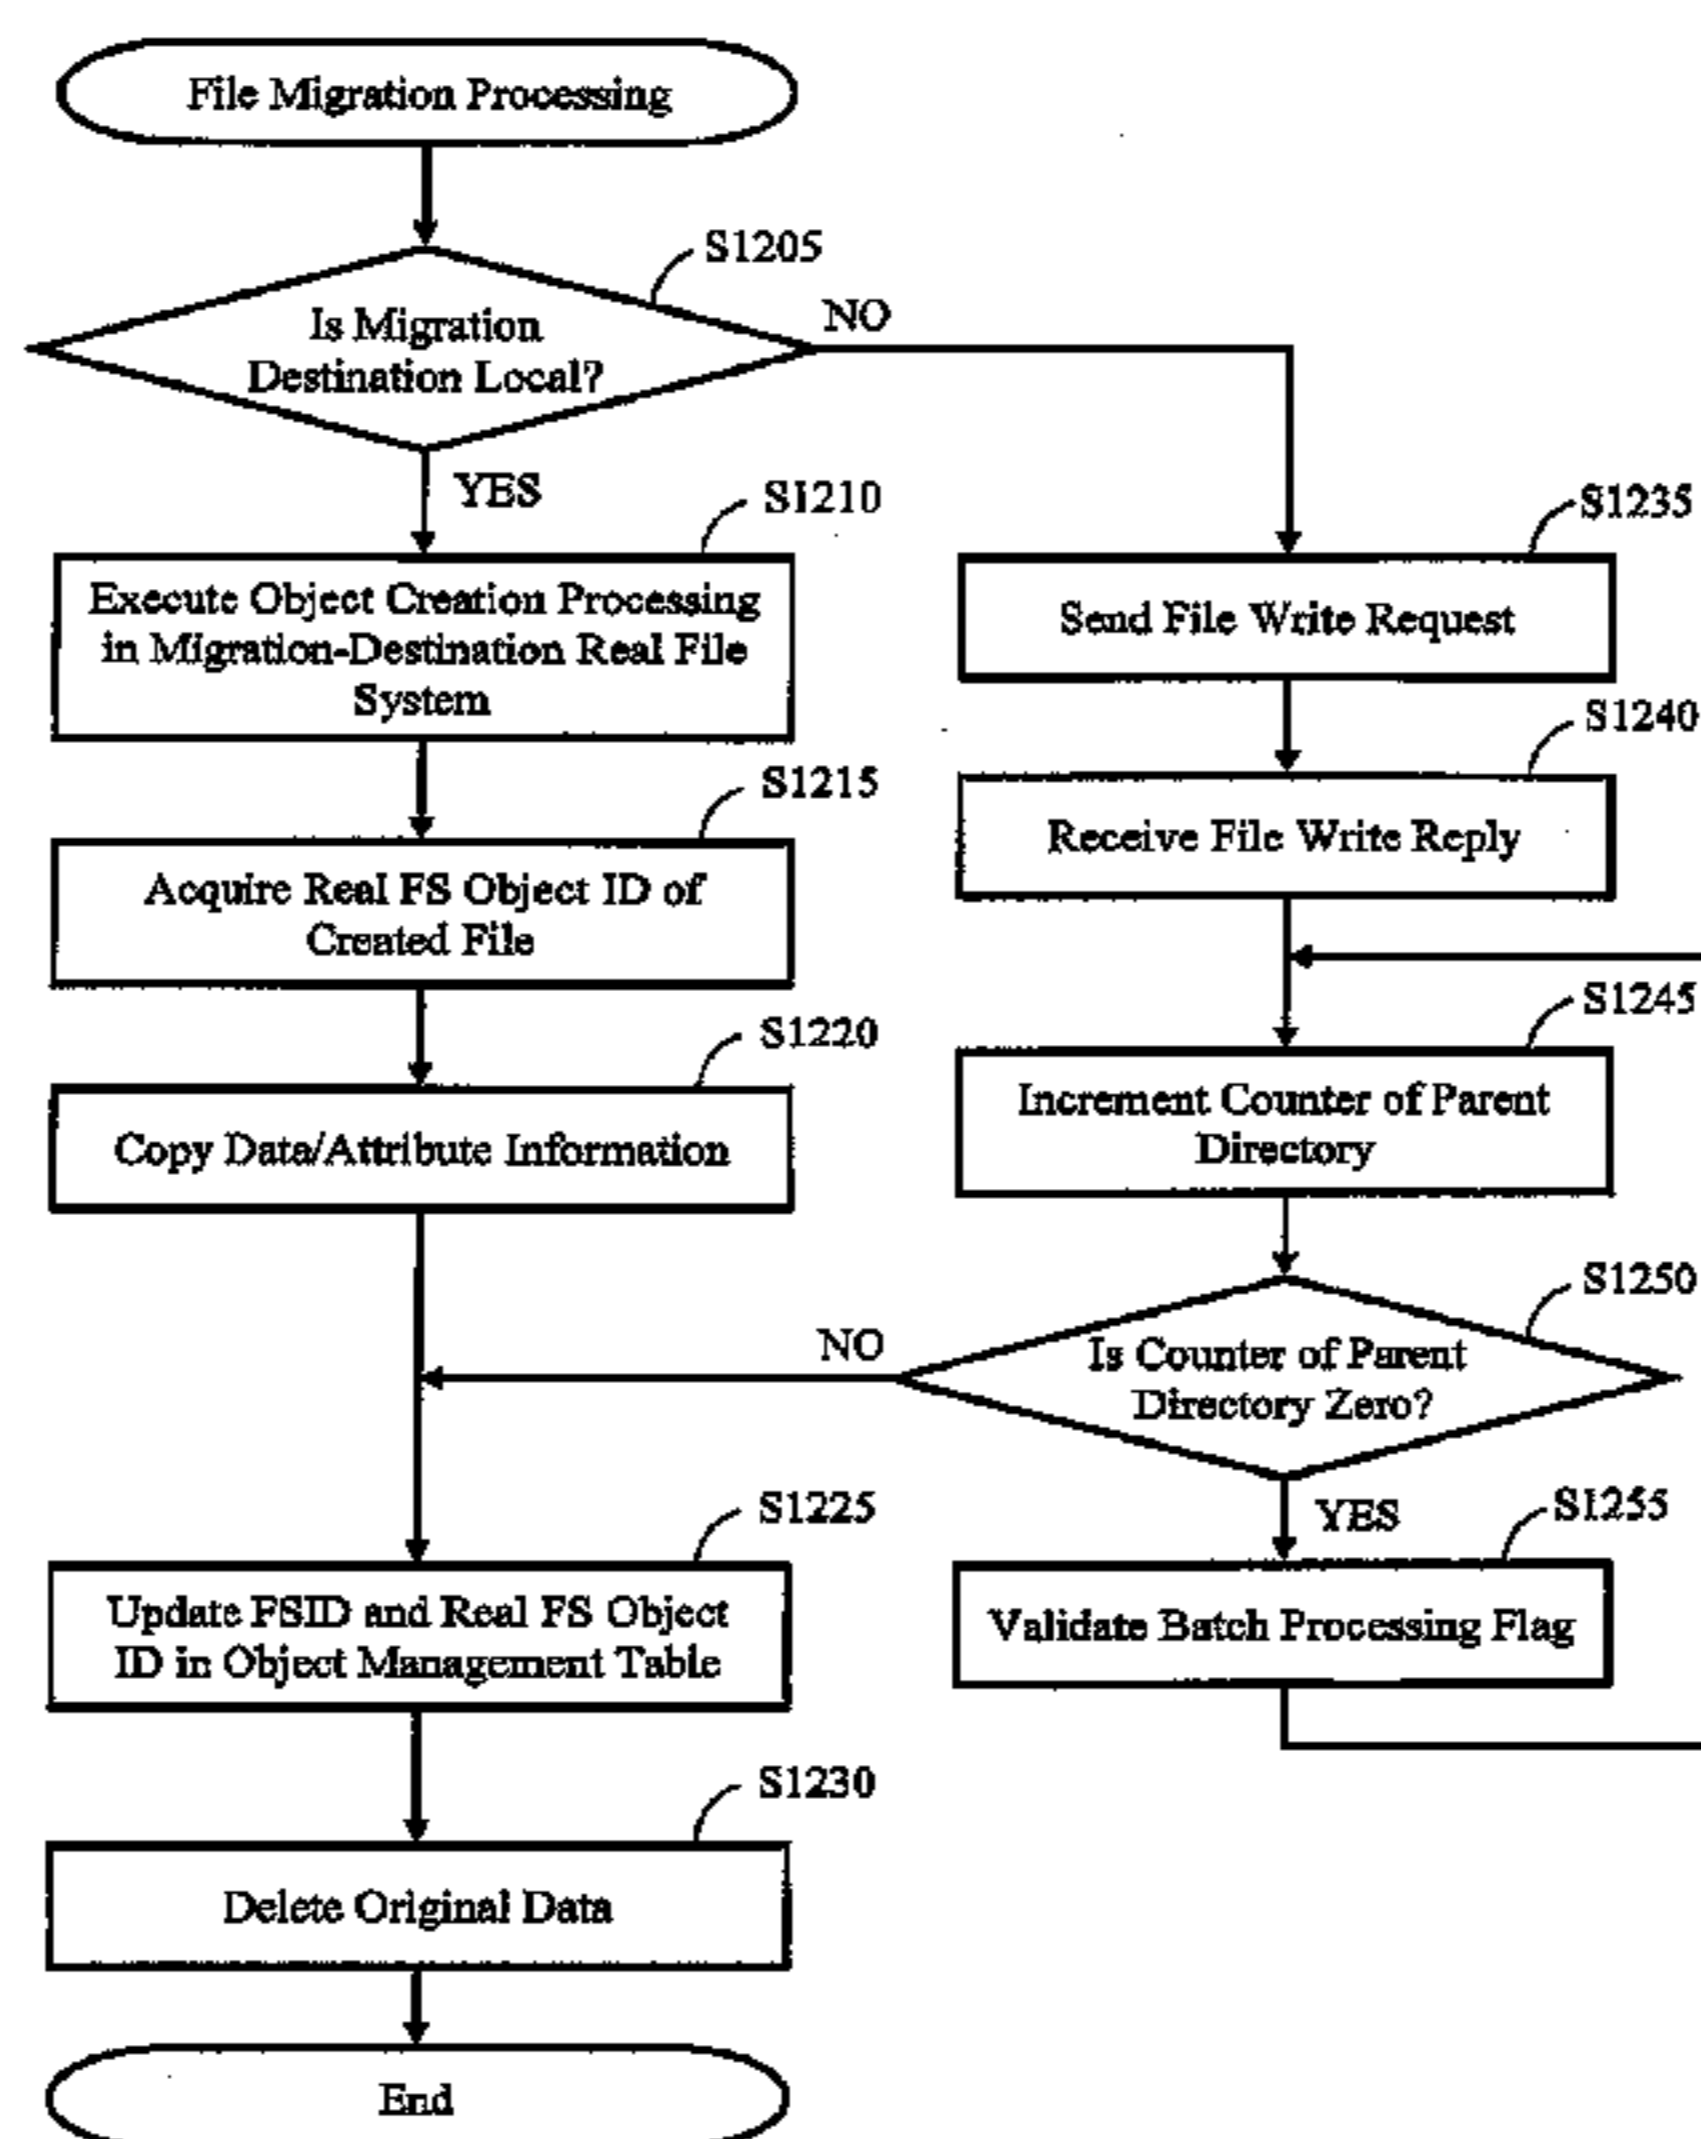 File Migration Processing
S1205
Is Migration
Destination Local?
NO
YES
S1210
Execute Object Creation Processing
in Migration-Destination Real File
System
S1215
Acquire Real FS Object ID of
Created File
S1220
Copy Data/Attribute Information
S1235
Send File Write Request
S1240
Receive File Write Reply
S1245
Increment Counter of Parent
Directory
S1250
Is Counter of Parent
Directory Zero?
NO
YES
S1255
Validate Batch Processing Flag
S1225
Update FSID and Real FS Object
ID in Object Management Table
S1230
Delete Original Data
End